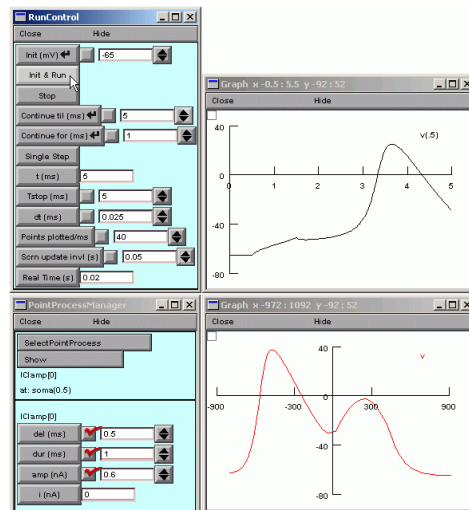 RunControl
Close Hide
Init (mV) -65
Init & Run
Stop
Continue til (ms) 5
Continue for (ms) 1
Single Step
t (ms) 5
Tstop (ms) 5
dt (ms) 0.025
Points plotted/ms 40
Scrn update invl (s) 0.05
Real Time (s) 0.02
Graph x -0.5 : 5.5 y -92 : 52
Close Hide
40
v(.5)
0 1 2 3 4 5
-40
-80
PointProcessManager
Close Hide
SelectPointProcess
Show
IClamp[0]
at: soma(0.5)
IClamp[0]
del (ms) 0.5
dur (ms) 1
amp (nA) 0.6
i (nA) 0
Graph x -972 : 1092 y -92 : 52
Close Hide
40
v
-900 -300 300 900
-40
-80